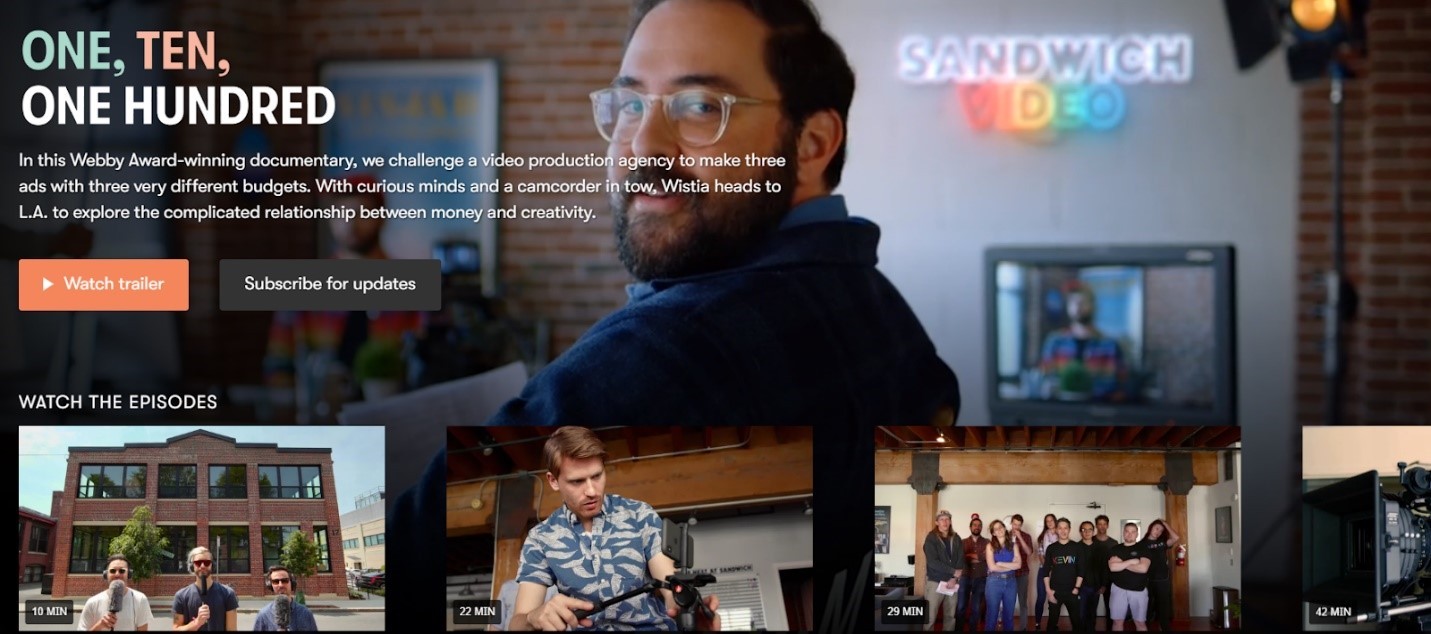 ONE, TEN,
ONE HUNDRED
In this Webby Award-winning documentary, we challenge a video production agency to make three
ads with three very different budgets. With curious minds and a camcorder in tow, Wistia heads to
L.A. to explore the complicated relationship between money and creativity.
SANDWICH
VIDEO
Watch trailer
Subscribe for updates
WATCH THE EPISODES
AT SANDWICH
KEVIN
10 MIN
22 MIN
29 MIN
42 MIN